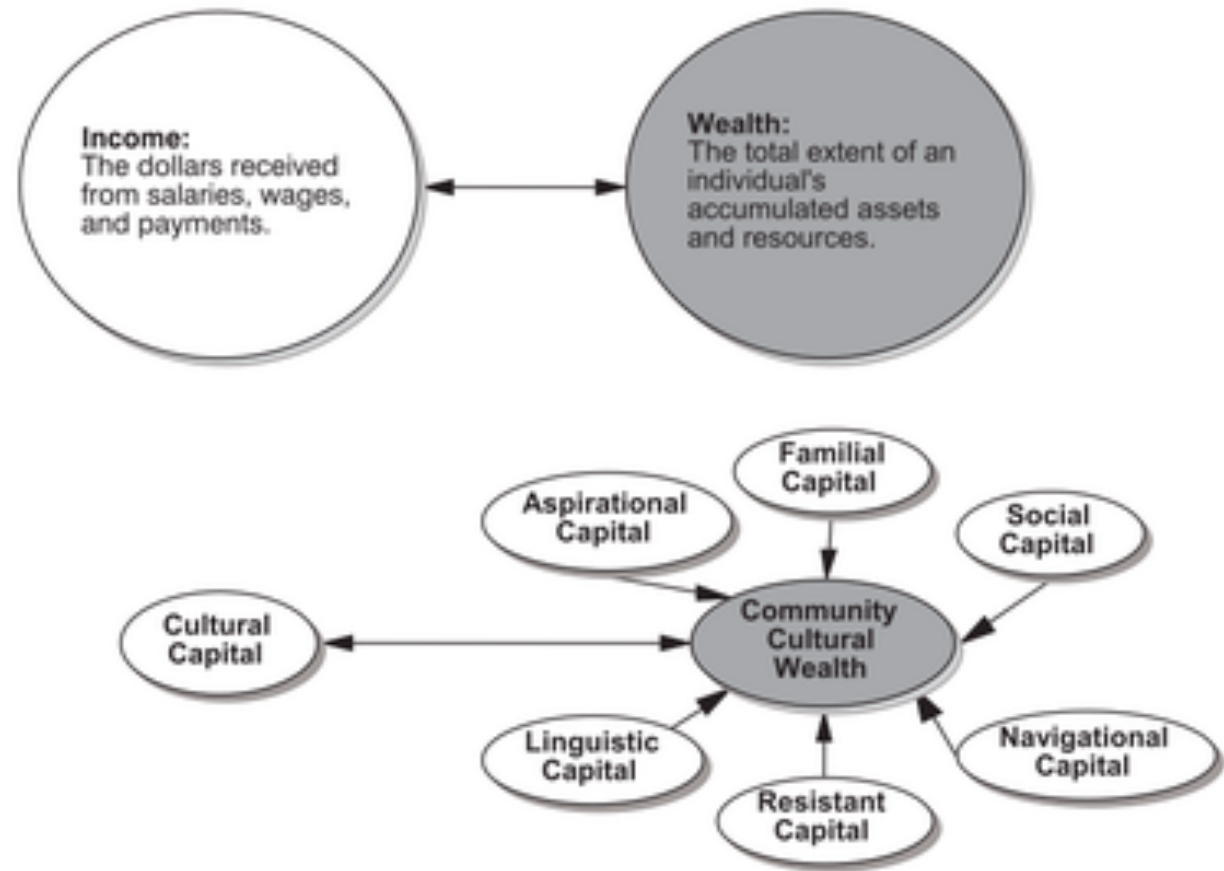 Income:
The dollars received
from salaries, wages,
and payments.
Wealth:
The total extent of an
individual's
accumulated assets
and resources.
Familial
Capital
Aspirational
Capital
Social
Capital
Cultural
Capital
Community
Cultural
Wealth
Linguistic
Capital
Navigational
Capital
Resistant
Capital